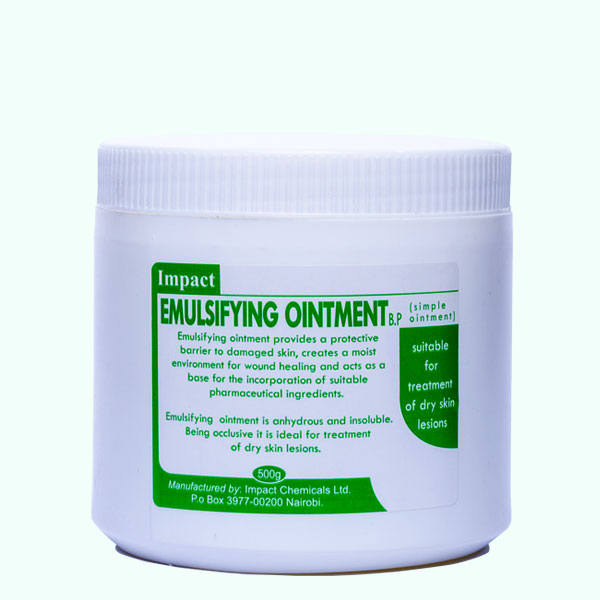 Impact
EMULSIFYING OINTMENT B.P (simple ointment)
Emulsifying ointment provides a protective
barrier to damaged skin, creates a moist
environment for wound healing and acts as a
base for the incorporation of suitable
pharmaceutical ingredients.
Emulsifying ointment is anhydrous and insoluble.
Being occlusive it is ideal for treatment
of dry skin lesions.
suitable
for
treatment
of dry skin
lesions
500g
Manufactured by: Impact Chemicals Ltd.
P.o Box 3977-00200 Nairobi.